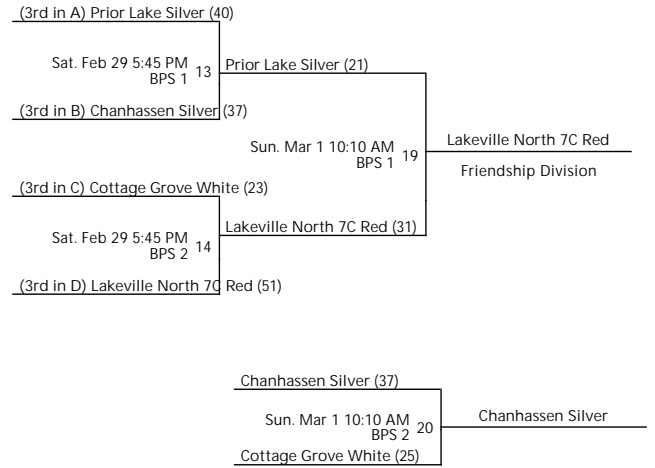 (3rd in A) Prior Lake Silver (40)
Sat. Feb 29 5:45 PM
BPS 1
13
Prior Lake Silver (21)
(3rd in B) Chanhassen Silver (37)
Sun. Mar 1 10:10 AM
BPS 1
19
Lakeville North 7C Red
Friendship Division
(3rd in C) Cottage Grove White (23)
Sat. Feb 29 5:45 PM
BPS 2
14
Lakeville North 7C Red (31)
(3rd in D) Lakeville North 7C Red (51)
Chanhassen Silver (37)
Sun. Mar 1 10:10 AM
BPS 2
20
Chanhassen Silver
Cottage Grove White (25)